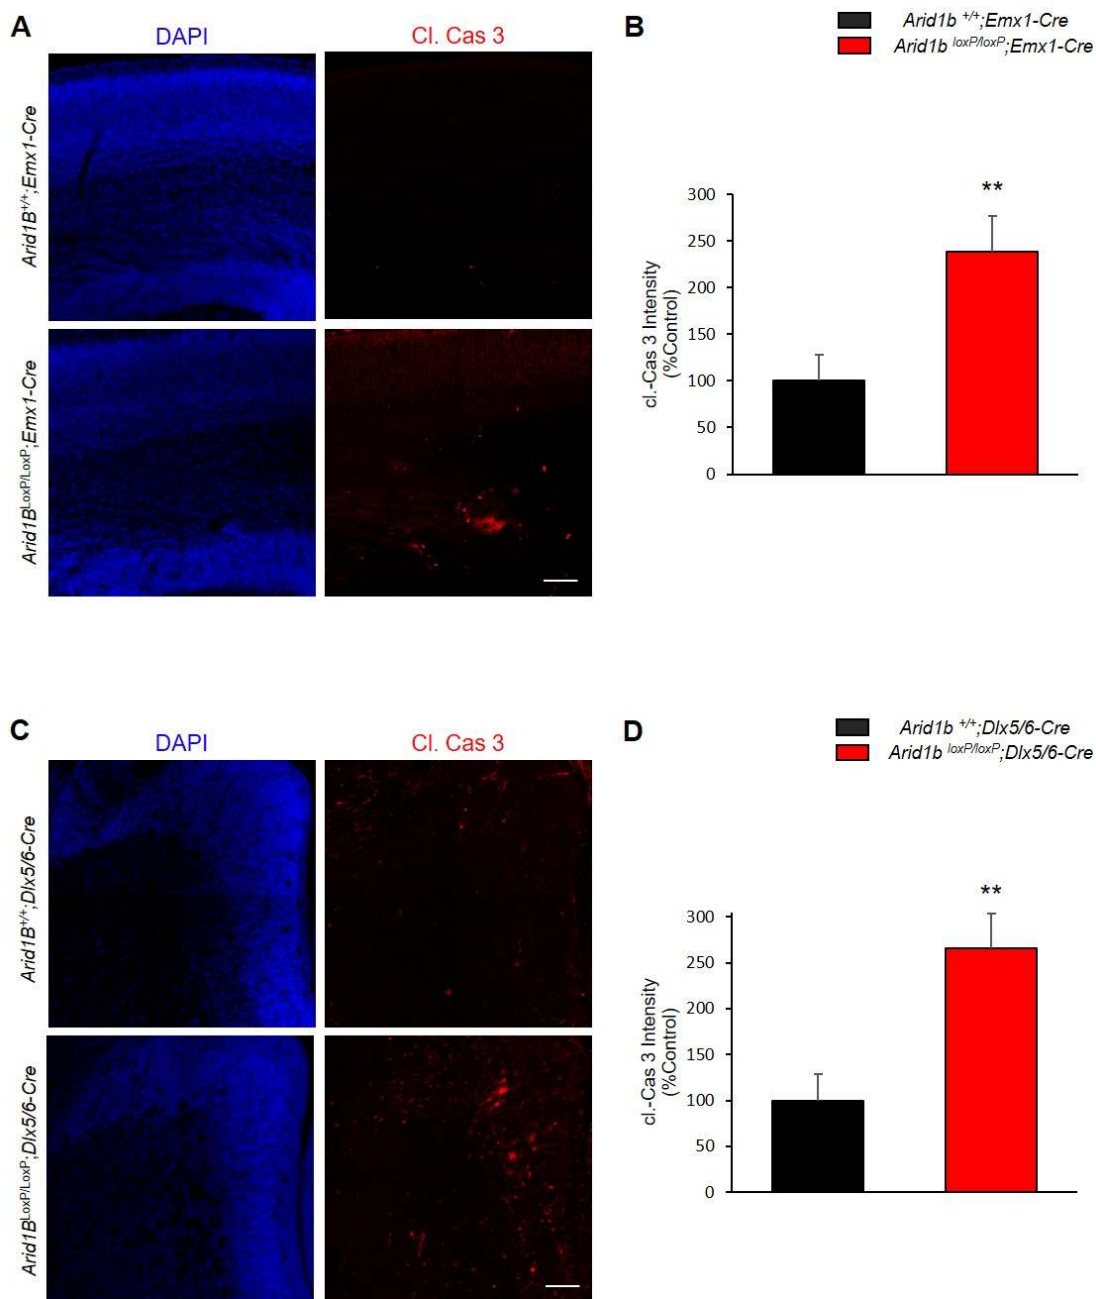 A
DAPI
Cl. Cas 3
Arid1B+/+;Emx1-Cre
Arid1BLoxP/LoxP;Emx1-Cre
B
Arid1b +/+;Emx1-Cre
Arid1b loxP/loxP;Emx1-Cre
**
300
250
200
150
100
50
0
cl.-Cas 3 Intensity
(%Control)
C
DAPI
Cl. Cas 3
Arid1B+/+;Dlx5/6-Cre
Arid1BLoxP/LoxP;Dlx5/6-Cre
D
Arid1b +/+;Dlx5/6-Cre
Arid1b loxP/loxP;Dlx5/6-Cre
**
300
250
200
150
100
50
0
cl.-Cas 3 Intensity
(%Control)